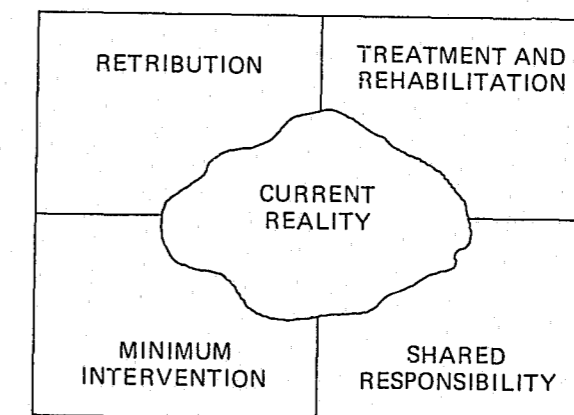 RETRIBUTION
TREATMENT AND
REHABILITATION
CURRENT
REALITY
MINIMUM
INTERVENTION
SHARED
RESPONSIBILITY